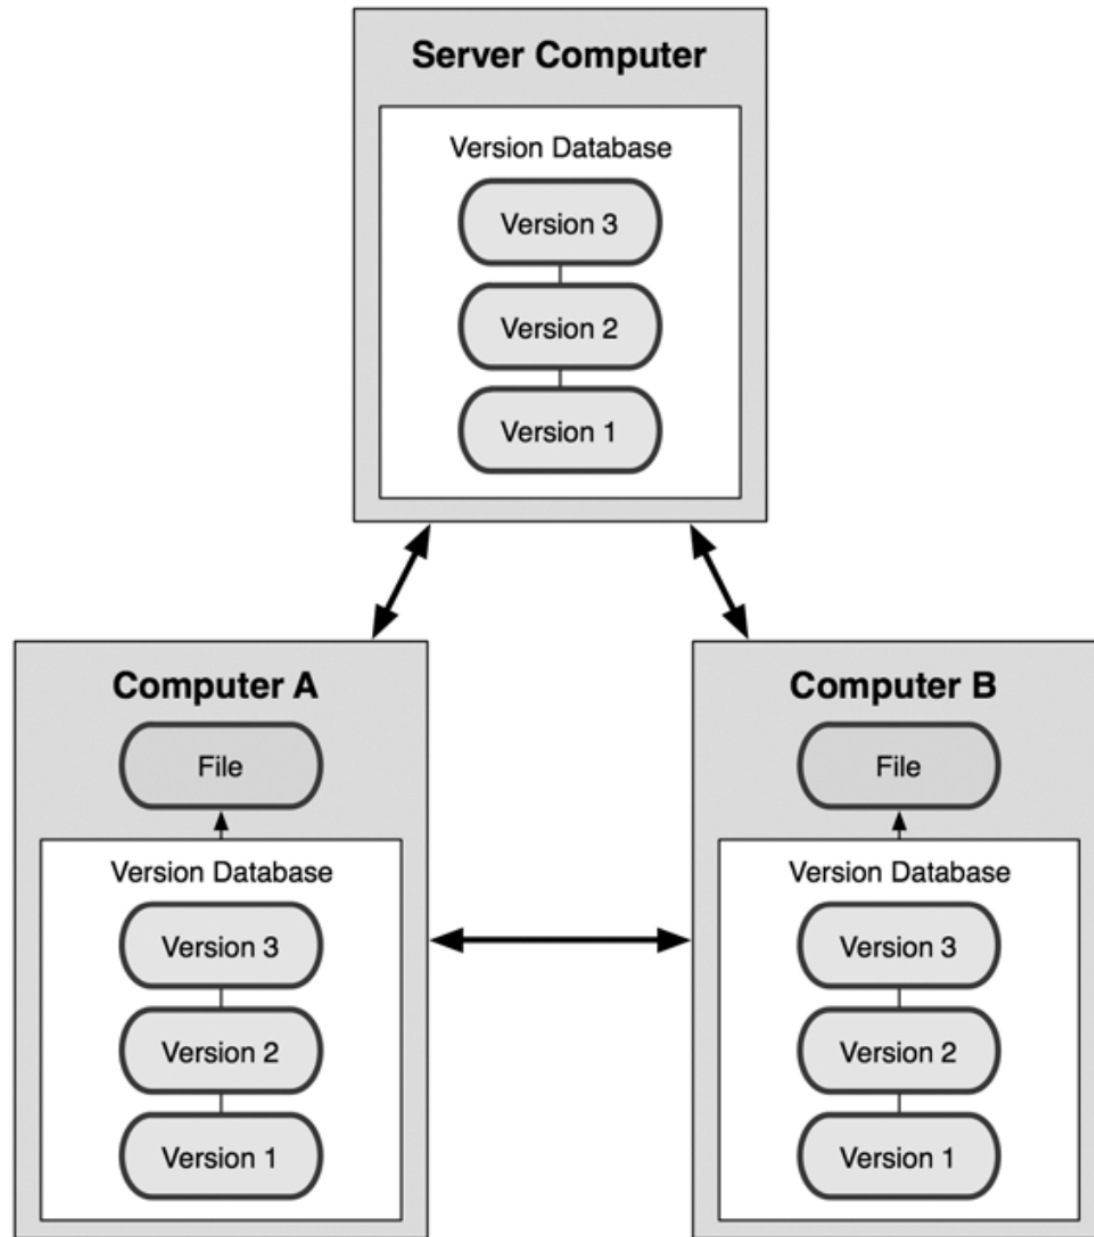 Server Computer
Version Database
Version 3
Version 2
Version 1
Computer A
File
Version Database
Version 3
Version 2
Version 1
Computer B
File
Version Database
Version 3
Version 2
Version 1